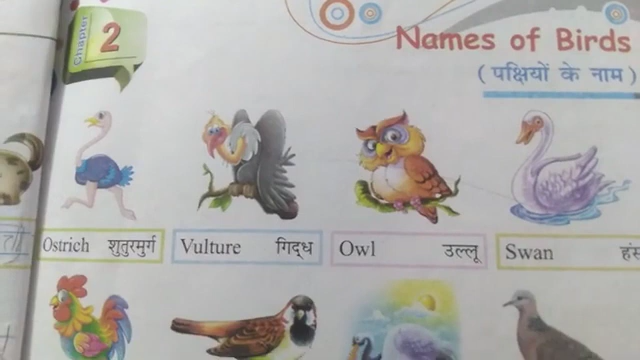 Chapter
2
Names of Birds
( पक्षियों के नाम )
Ostrich शुतुरमुर्ग
Vulture गिद्ध
Owl उल्लू
Swan हंस